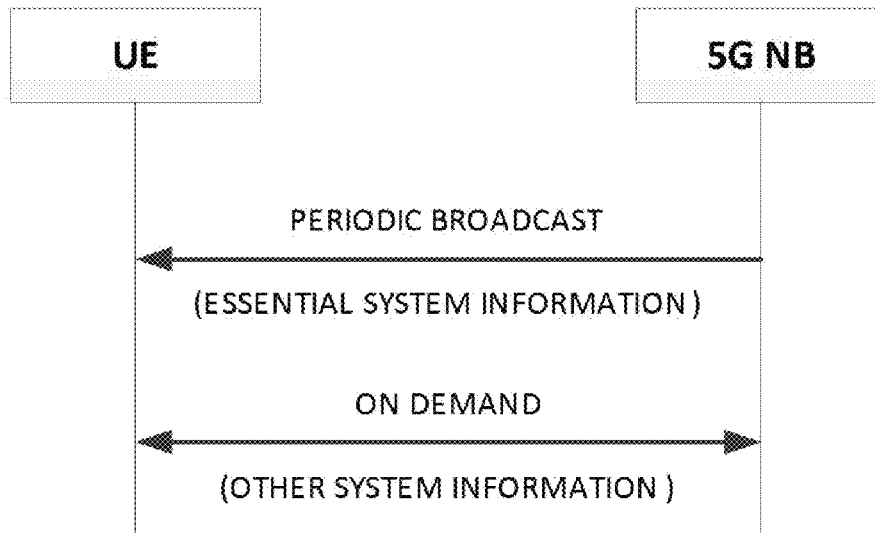 UE
5G NB
PERIODIC BROADCAST
(ESSENTIAL SYSTEM INFORMATION )
ON DEMAND
(OTHER SYSTEM INFORMATION )